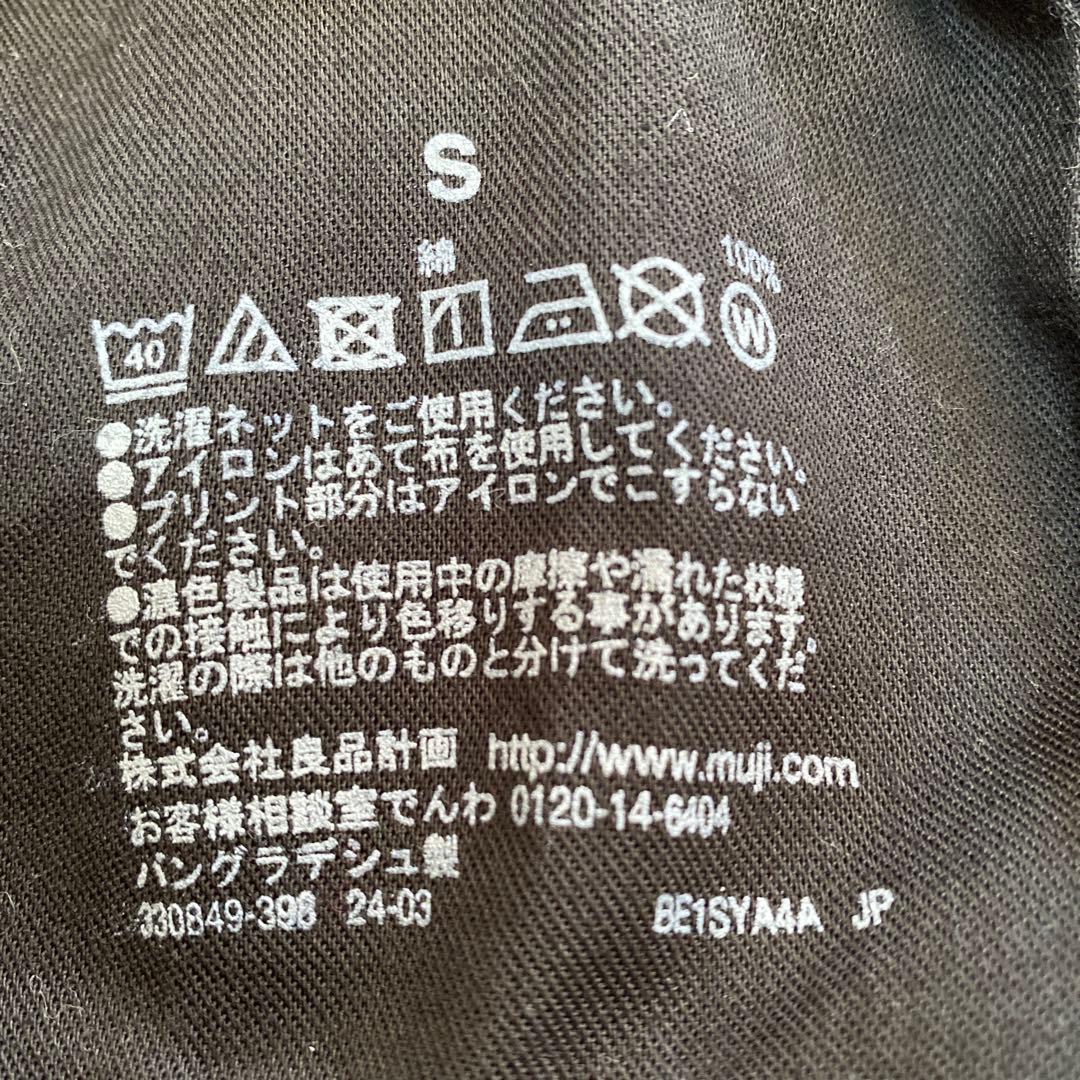 S
綿 100%
40 W
●洗濯ネットをご使用ください。
●アイロンはあて布を使用してください。
●プリント部分はアイロンでこすらない
でください。
●濃色製品は使用中の摩擦や濡れた状態
での接触により色移りする事があります。
洗濯の際は他のものと分けて洗ってくだ
さい。
株式会社良品計画 http://www.muji.com
お客様相談室でんわ 0120-14-6404
バングラデシュ製
330849-396 24-03 BE1SYA4A JP